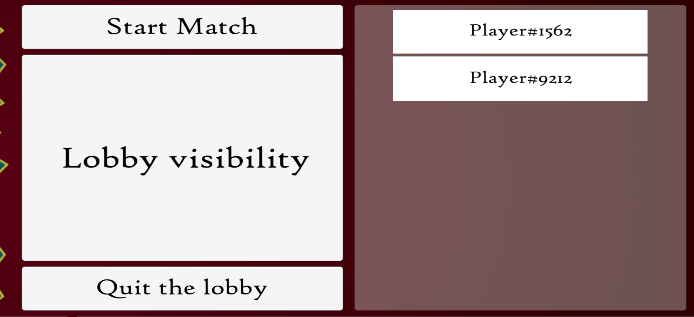 Start Match
Lobby visibility
Quit the lobby
Player#1562
Player#9212